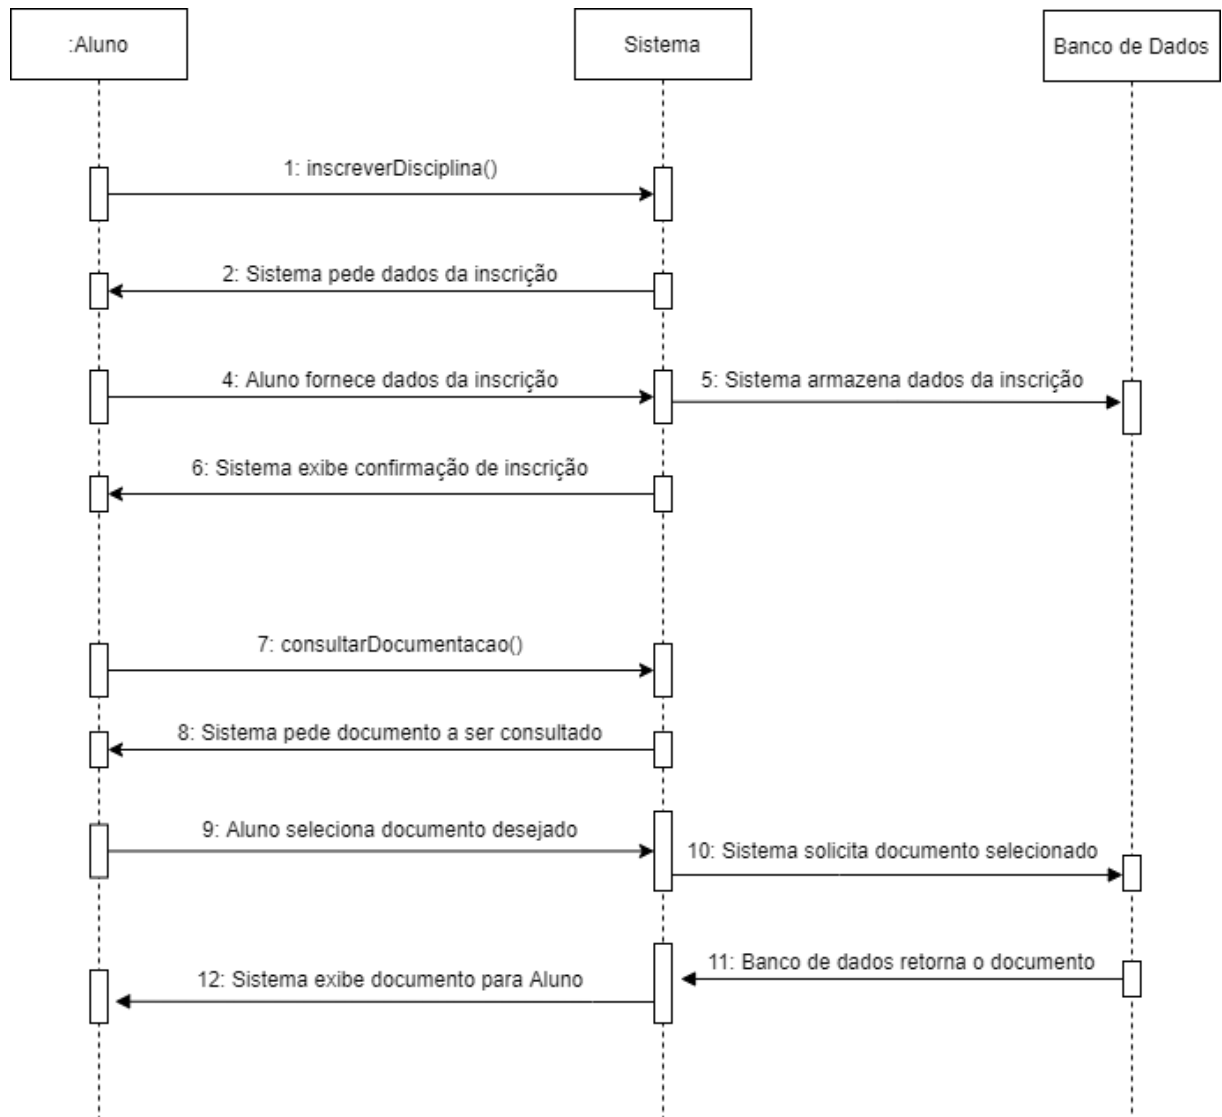 :Aluno
Sistema
Banco de Dados
1: inscreverDisciplina()
2: Sistema pede dados da inscrição
4: Aluno fornece dados da inscrição
5: Sistema armazena dados da inscrição
6: Sistema exibe confirmação de inscrição
7: consultarDocumentacao()
8: Sistema pede documento a ser consultado
9: Aluno seleciona documento desejado
10: Sistema solicita documento selecionado
11: Banco de dados retorna o documento
12: Sistema exibe documento para Aluno